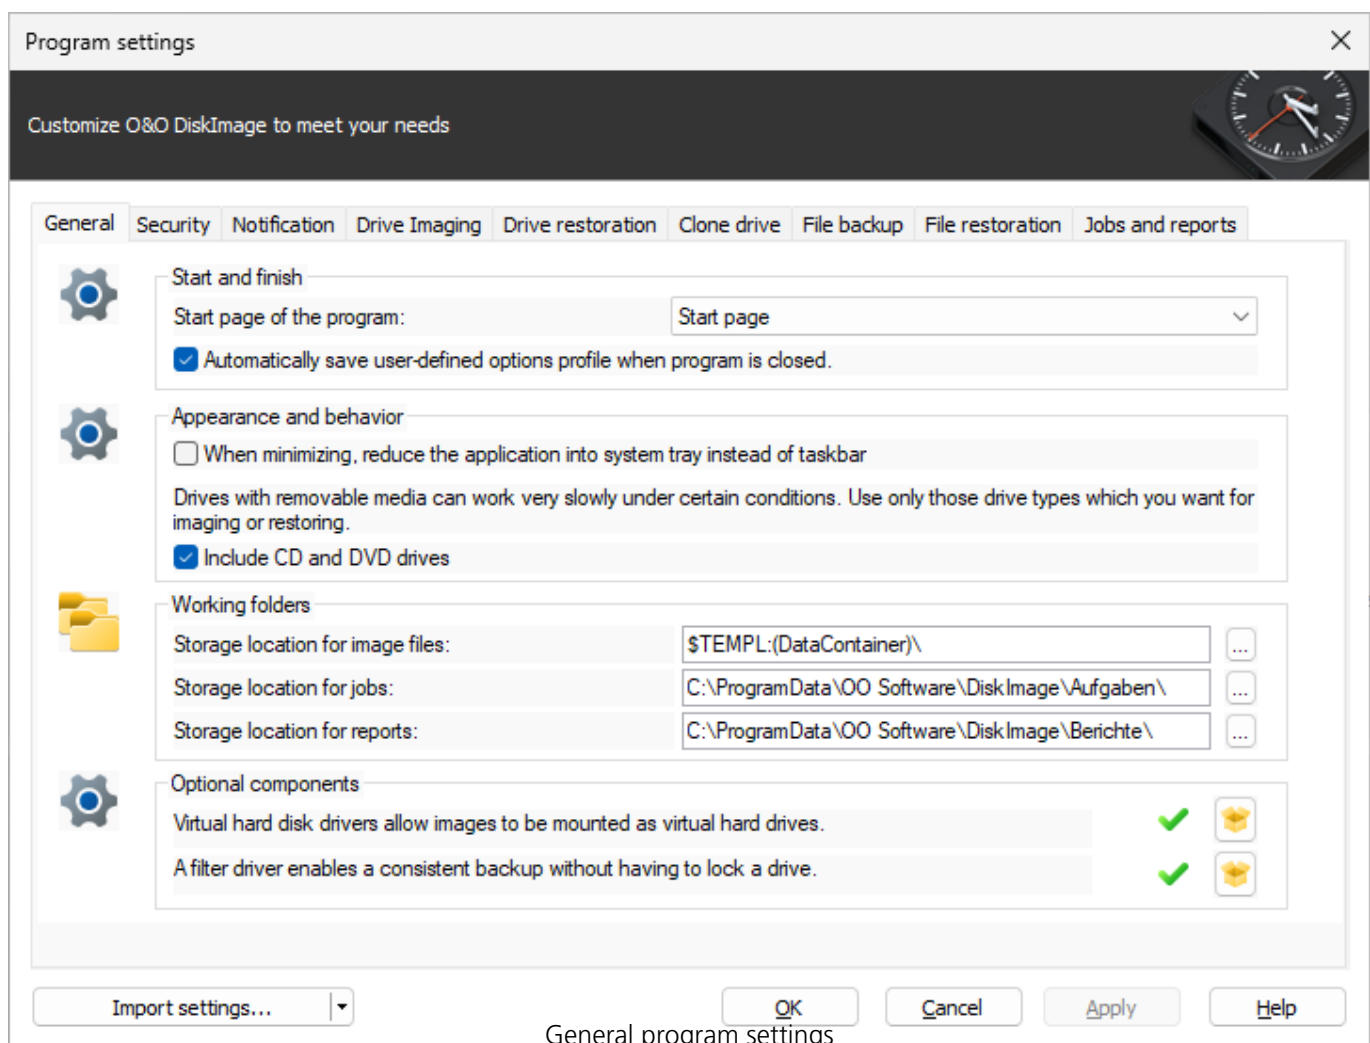 Program settings
Customize O&O DiskImage to meet your needs
General Security Notification Drive Imaging Drive restoration Clone drive File backup File restoration Jobs and reports
Start and finish
Start page of the program: Start page
Automatically save user-defined options profile when program is closed.
Appearance and behavior
When minimizing, reduce the application into system tray instead of taskbar
Drives with removable media can work very slowly under certain conditions. Use only those drive types which you want for
imaging or restoring.
Include CD and DVD drives
Working folders
Storage location for image files: $TEMPL:(DataContainer)\ ...
Storage location for jobs: C:\ProgramData\OO Software\DiskImage\Aufgaben\ ...
Storage location for reports: C:\ProgramData\OO Software\DiskImage\Berichte\ ...
Optional components
Virtual hard disk drivers allow images to be mounted as virtual hard drives.
A filter driver enables a consistent backup without having to lock a drive.
Import settings... OK Cancel Apply Help
General program settings